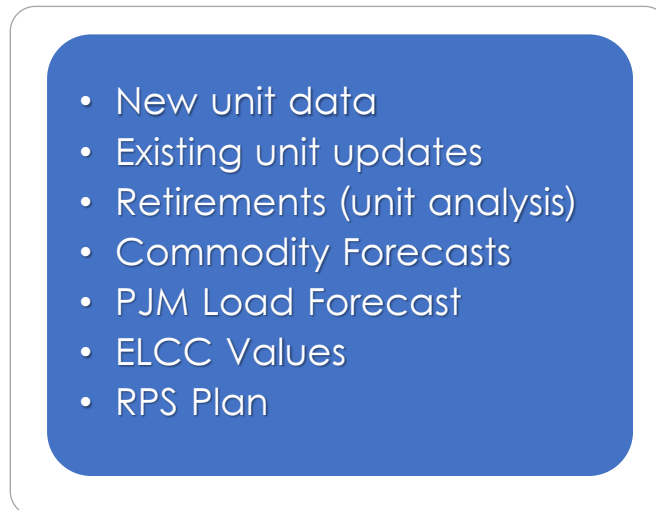 • New unit data
• Existing unit updates
• Retirements (unit analysis)
• Commodity Forecasts
• PJM Load Forecast
• ELCC Values
• RPS Plan